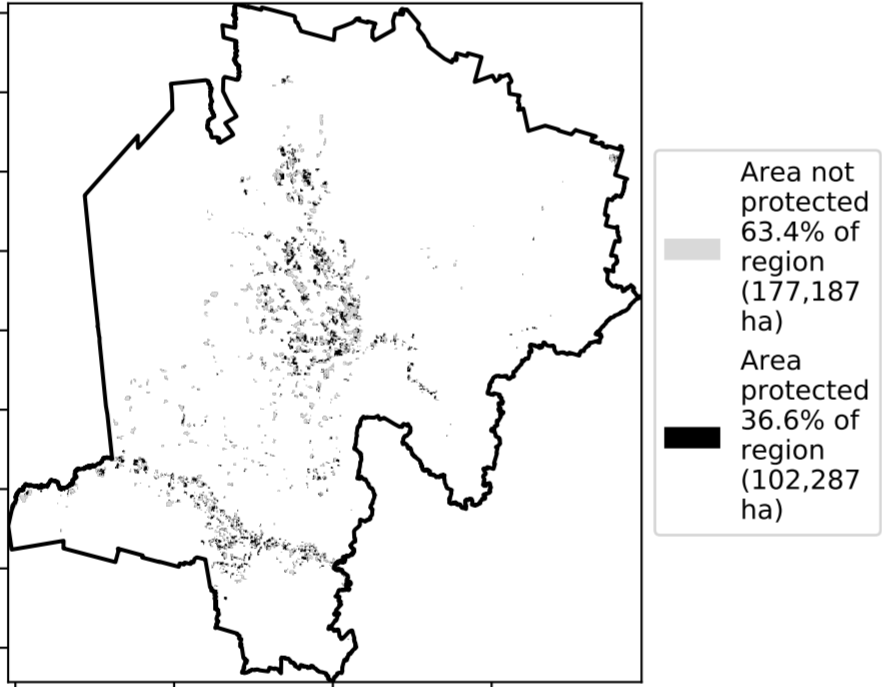 Area not
protected
63.4% of
region
(177,187
ha)
Area
protected
36.6% of
region
(102,287
ha)